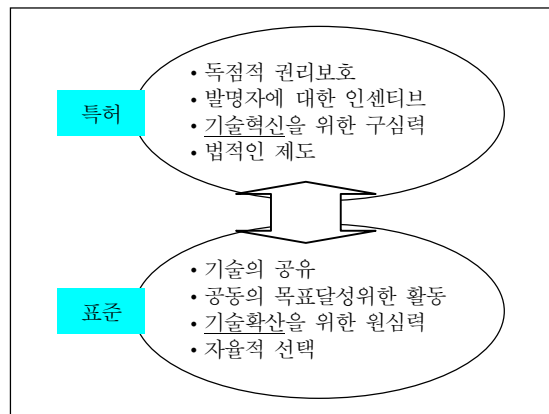 특허
• 독점적 권리보호
• 발명자에 대한 인센티브
• 기술혁신을 위한 구심력
• 법적인 제도
표준
• 기술의 공유
• 공동의 목표달성위한 활동
• 기술확산을 위한 원심력
• 자율적 선택